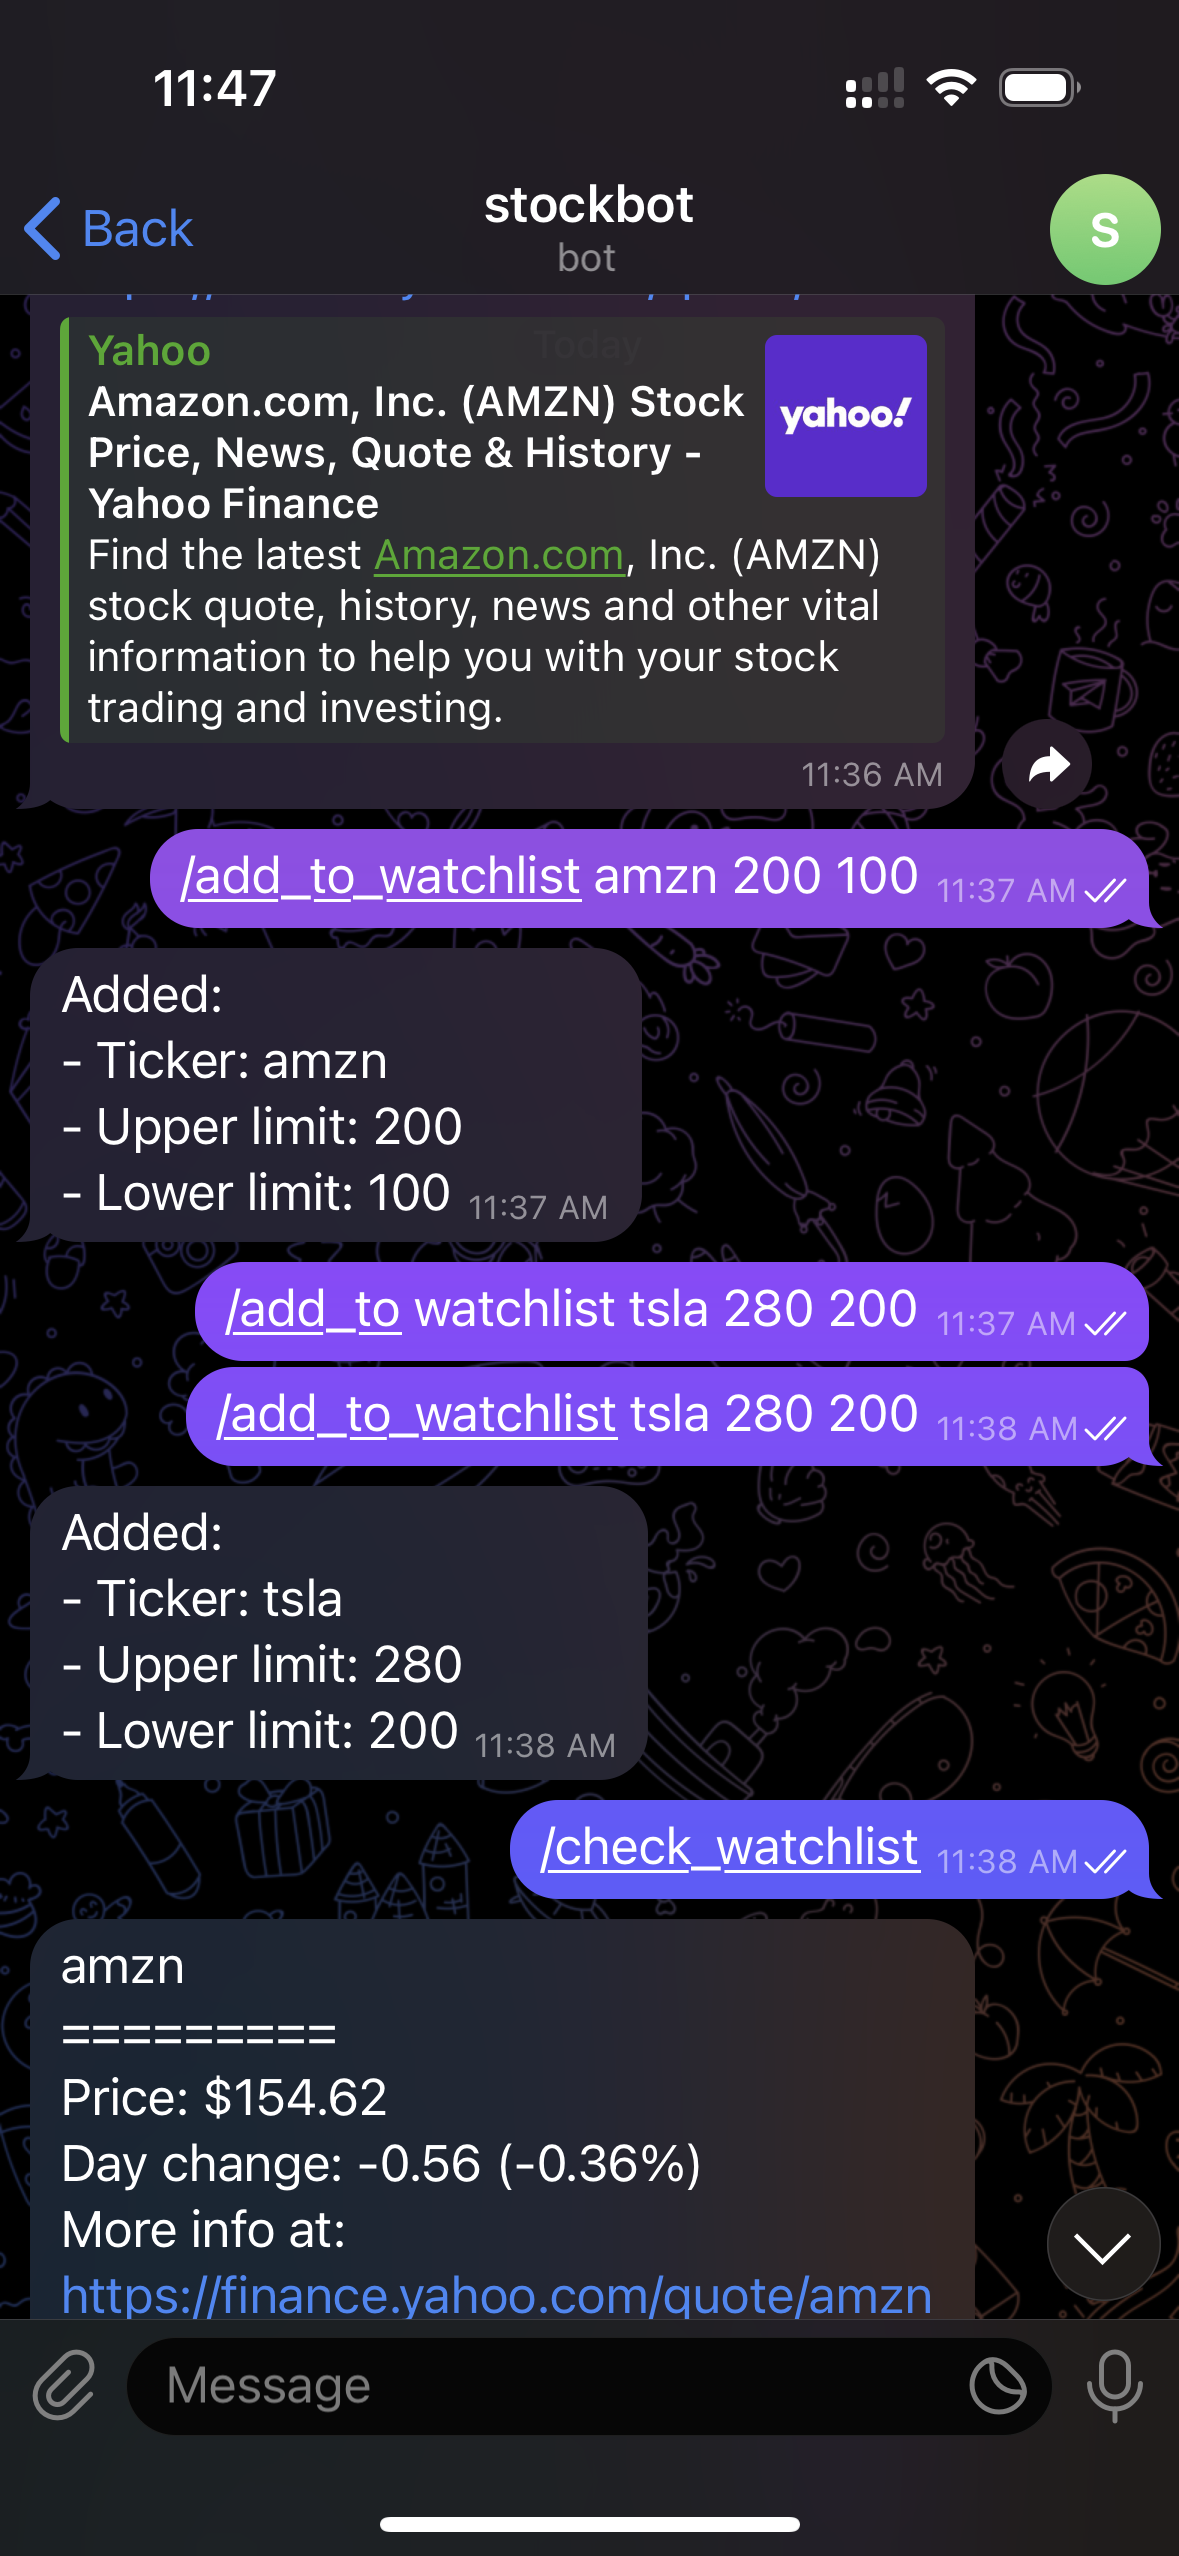 11:47
Back
stockbot
bot
S
Today
Yahoo
Amazon.com, Inc. (AMZN) Stock
Price, News, Quote & History -
Yahoo Finance
yahoo!
Find the latest Amazon.com, Inc. (AMZN)
stock quote, history, news and other vital
information to help you with your stock
trading and investing.
11:36 AM
/add_to_watchlist amzn 200 100 11:37 AM
Added:
- Ticker: amzn
- Upper limit: 200
- Lower limit: 100 11:37 AM
/add_to watchlist tsla 280 200 11:37 AM
/add_to_watchlist tsla 280 200 11:38 AM
Added:
- Ticker: tsla
- Upper limit: 280
- Lower limit: 200 11:38 AM
/check_watchlist 11:38 AM
amzn
=========
Price: $154.62
Day change: -0.56 (-0.36%)
More info at:
https://finance.yahoo.com/quote/amzn
Message